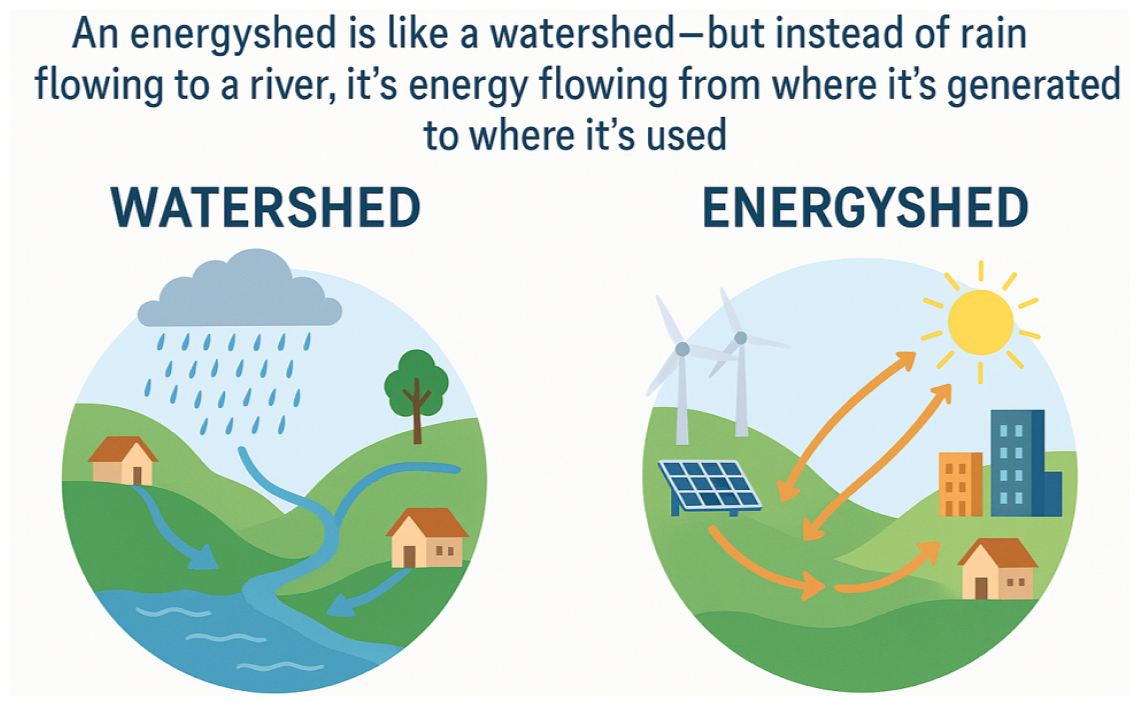 An energyshed is like a watershed—but instead of rain
flowing to a river, it's energy flowing from where it's generated
to where it's used
WATERSHED
ENERGYSHED